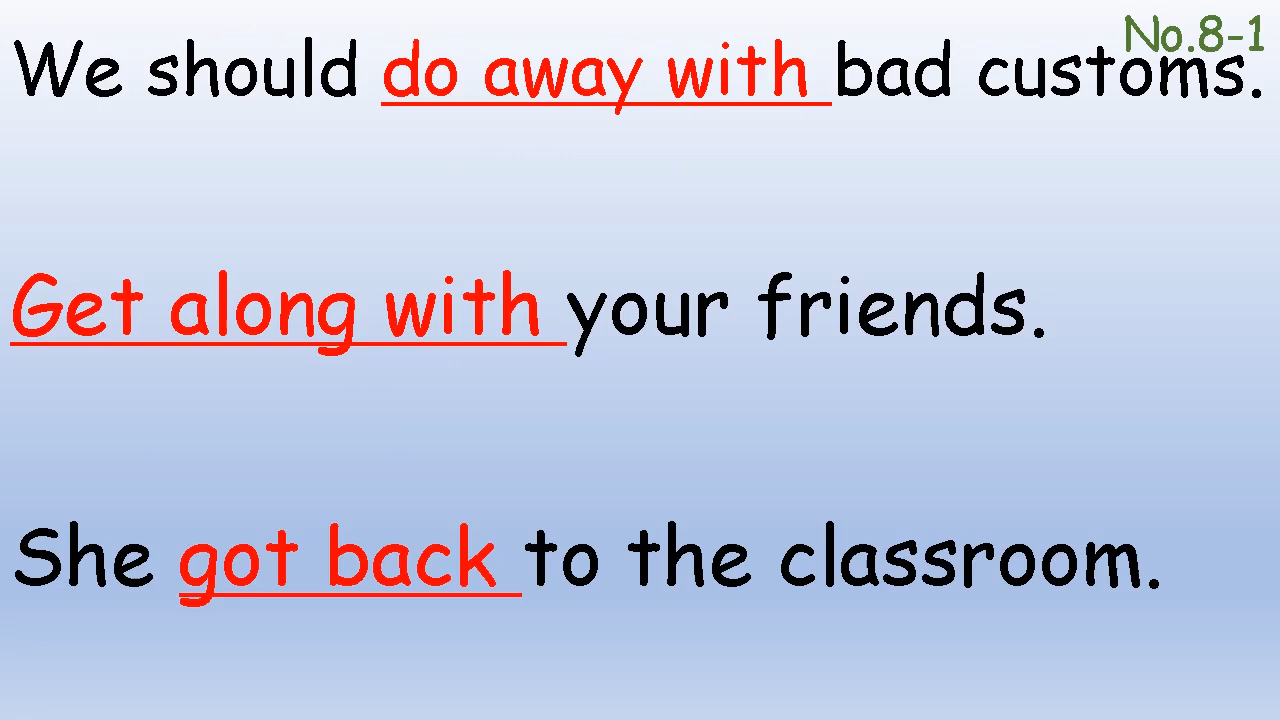 No.8-1
We should do away with bad customs.
Get along with your friends.
She got back to the classroom.